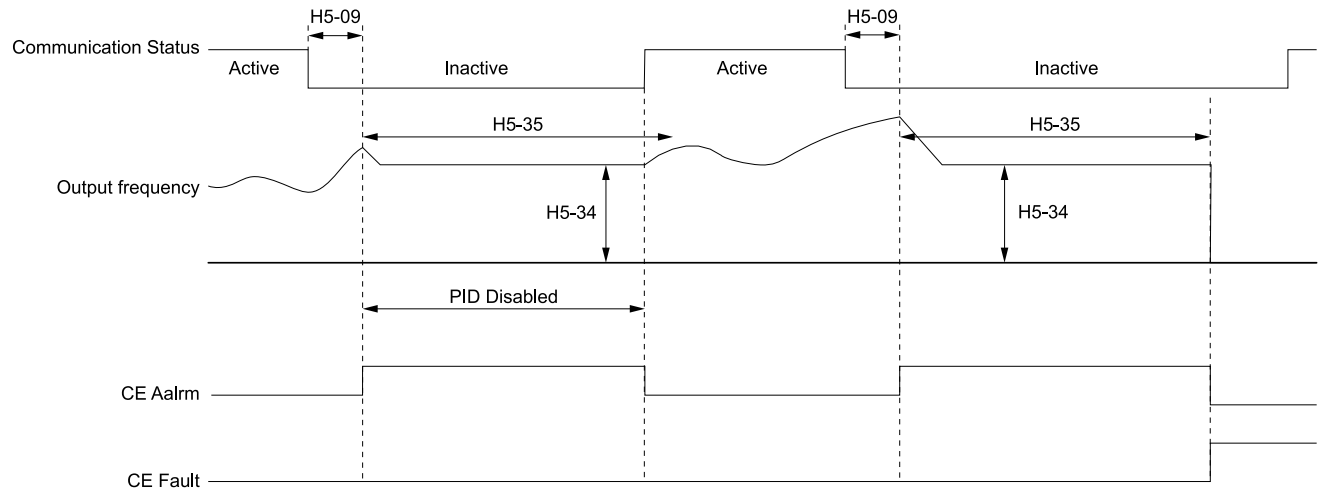 H5-09
H5-09
Communication Status
Active
Inactive
Active
Inactive
H5-35
H5-35
Output frequency
H5-34
H5-34
PID Disabled
CE Aalrm
CE Fault